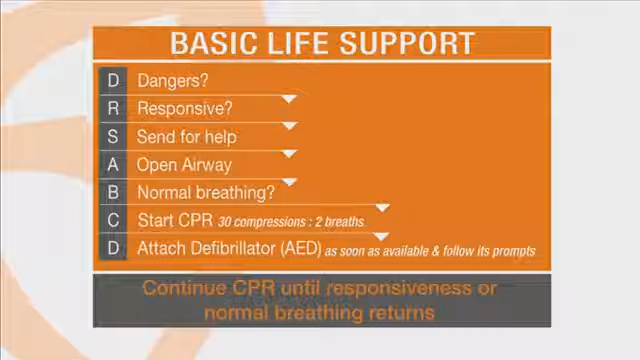 BASIC LIFE SUPPORT
D Dangers?
R Responsive?
S Send for help
A Open Airway
B Normal breathing?
C Start CPR 30 compressions : 2 breaths
D Attach Defibrillator (AED) as soon as available & follow its prompts
Continue CPR until responsiveness or
normal breathing returns